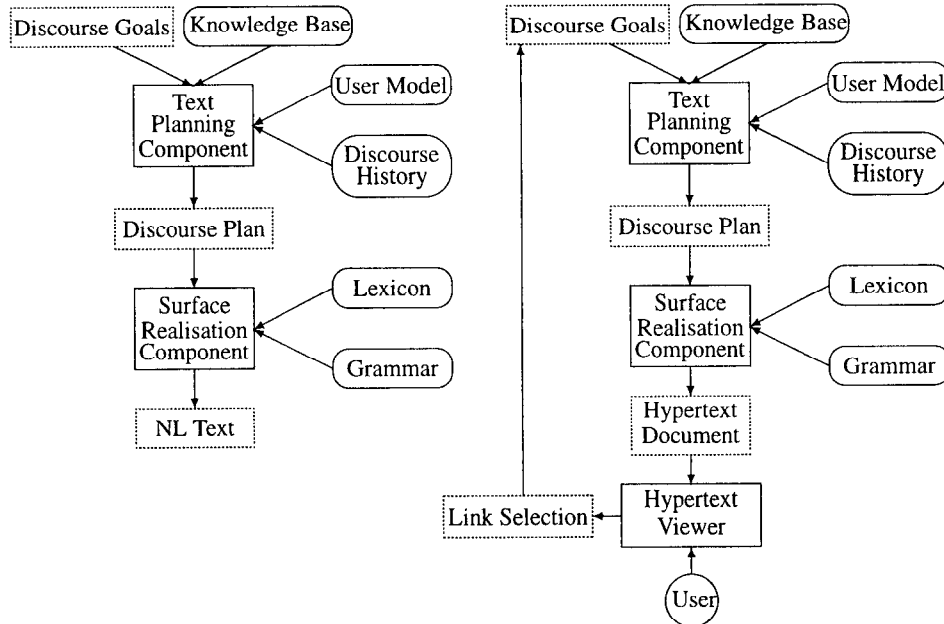 Discourse Goals
Knowledge Base
Text
Planning
Component
User Model
Discourse
History
Discourse Plan
Surface
Realisation
Component
Lexicon
Grammar
NL Text
Discourse Goals
Knowledge Base
Text
Planning
Component
User Model
Discourse
History
Discourse Plan
Surface
Realisation
Component
Lexicon
Grammar
Hypertext
Document
Link Selection
Hypertext
Viewer
User